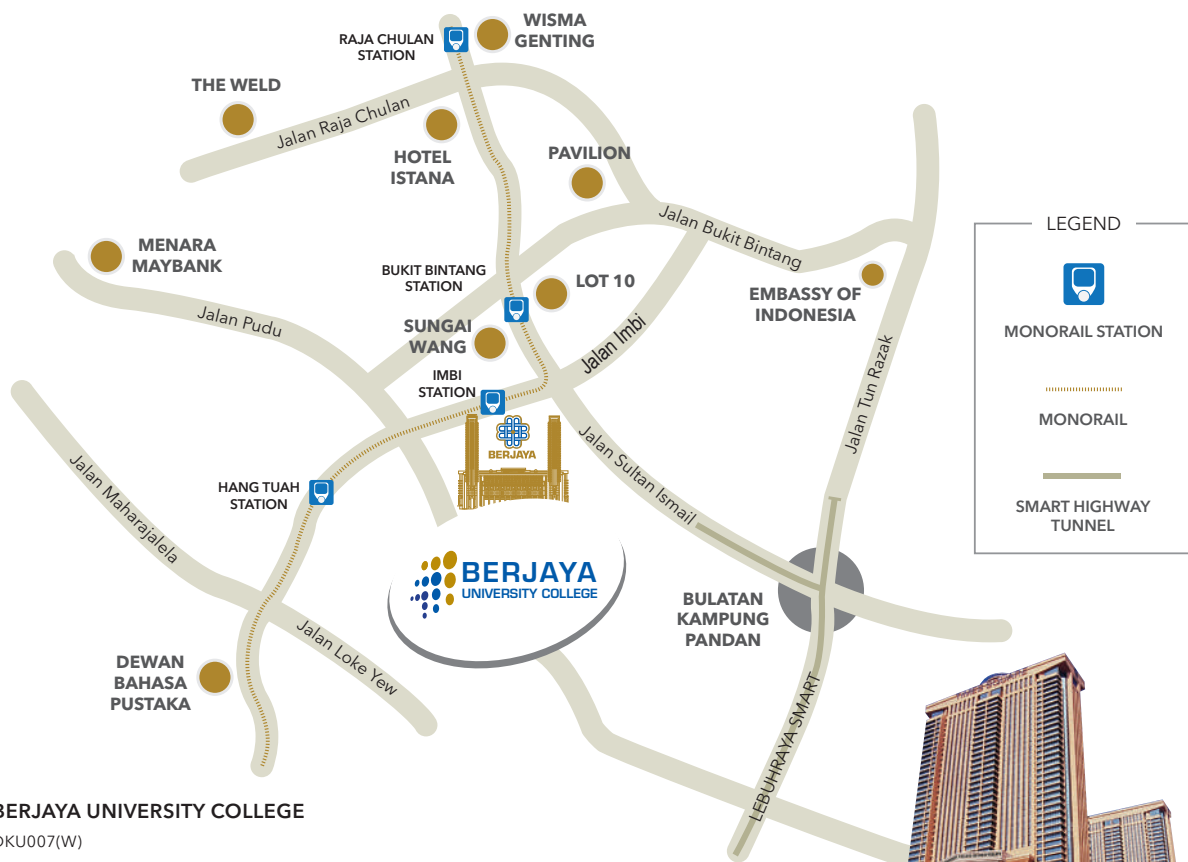 WISMA
GENTING
RAJA CHULAN
STATION
THE WELD
Jalan Raja Chulan
HOTEL
ISTANA
PAVILION
Jalan Bukit Bintang
MENARA
MAYBANK
BUKIT BINTANG
STATION
LOT 10
EMBASSY OF
INDONESIA
Jalan Pudu
SUNGAI
WANG
Jalan Imbi
IMBI
STATION
Jalan Tun Razak
BERJAYA
Jalan Sultan Ismail
HANG TUAH
STATION
Jalan Maharajalela
BERJAYA
UNIVERSITY COLLEGE
BULATAN
KAMPUNG
PANDAN
Jalan Loke Yew
DEWAN
BAHASA
PUSTAKA
LEBUHRAYA SMART
LEGEND
MONORAIL STATION
MONORAIL
SMART HIGHWAY
TUNNEL
BERJAYA UNIVERSITY COLLEGE
DKU007(W)